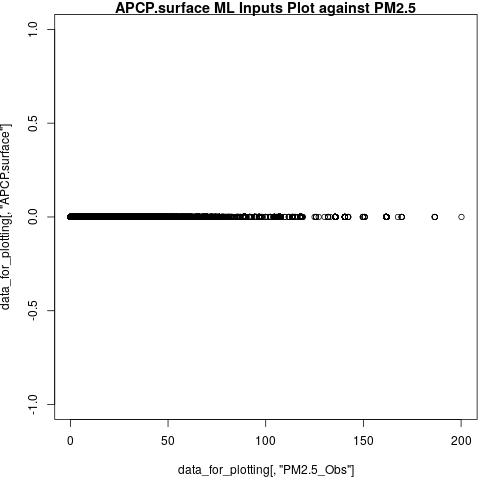 APCP.surface ML Inputs Plot against PM2.5
data_for_plotting[, "APCP.surface"]
1.0
0.5
0.0
-0.5
-1.0
0 50 100 150 200
data_for_plotting[, "PM2.5_Obs"]